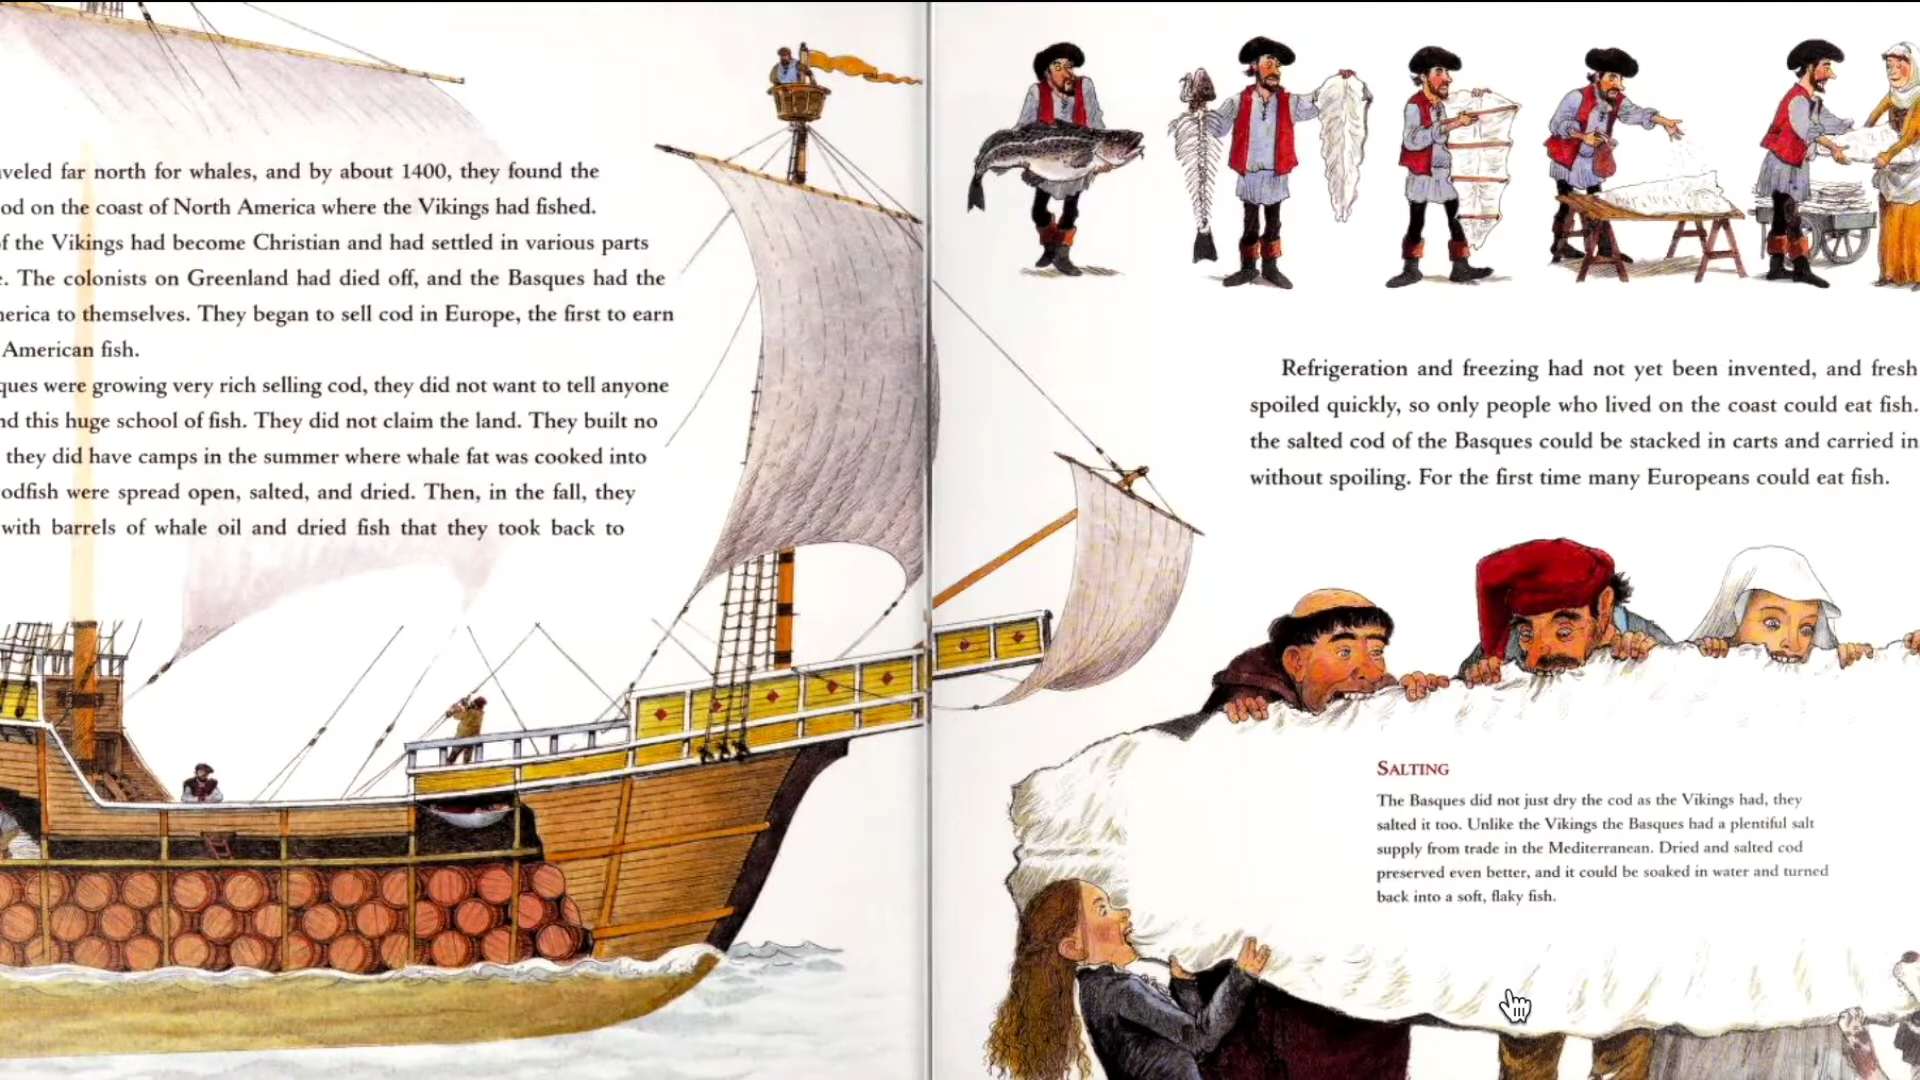 veled far north for whales, and by about 1400, they found the
od on the coast of North America where the Vikings had fished.
f the Vikings had become Christian and had settled in various parts
. The colonists on Greenland had died off, and the Basques had the
merica to themselves. They began to sell cod in Europe, the first to earn
American fish.
ques were growing very rich selling cod, they did not want to tell anyone
nd this huge school of fish. They did not claim the land. They built no
they did have camps in the summer where whale fat was cooked into
odfish were spread open, salted, and dried. Then, in the fall, they
with barrels of whale oil and dried fish that they took back to
Refrigeration and freezing had not yet been invented, and fresh
spoiled quickly, so only people who lived on the coast could eat fish.
the salted cod of the Basques could be stacked in carts and carried in
without spoiling. For the first time many Europeans could eat fish.
SALTING
The Basques did not just dry the cod as the Vikings had, they
salted it too. Unlike the Vikings the Basques had a plentiful salt
supply from trade in the Mediterranean. Dried and salted cod
preserved even better, and it could be soaked in water and turned
back into a soft, flaky fish.